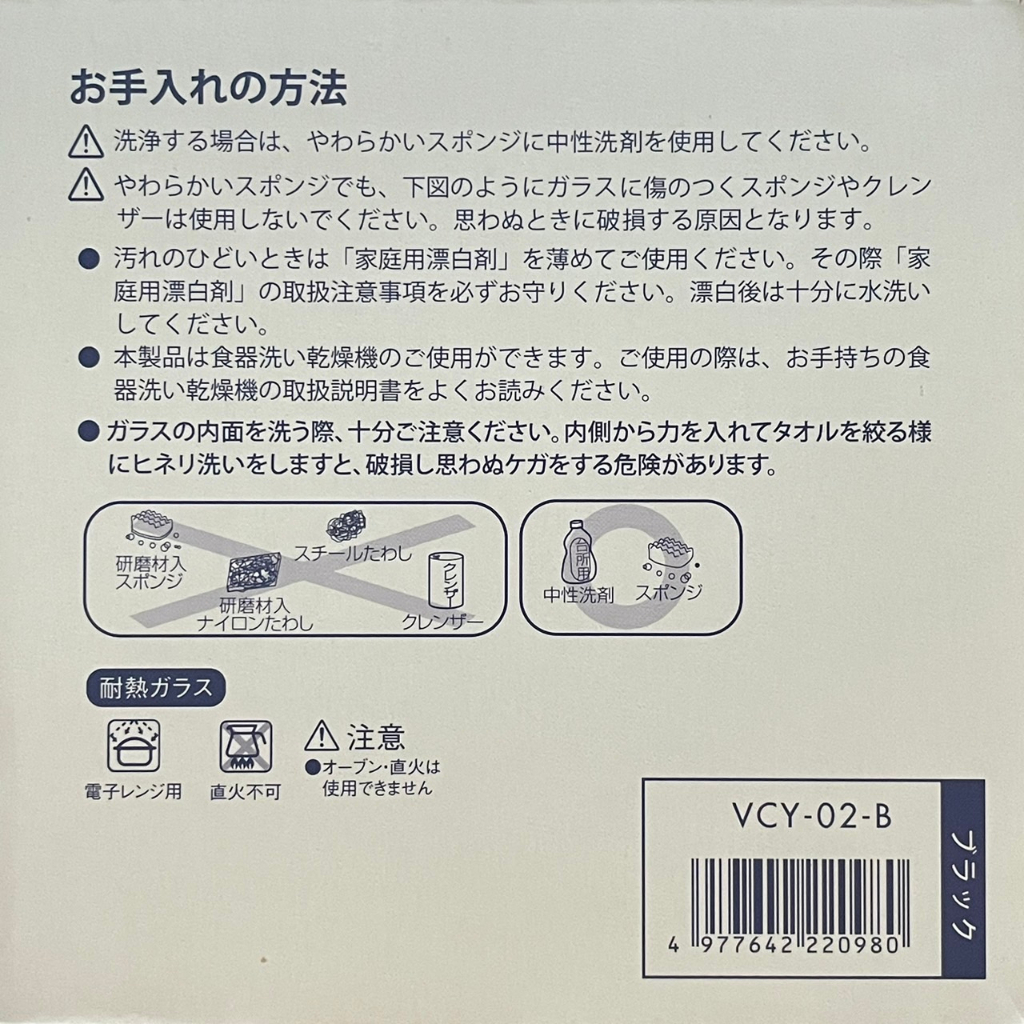 お手入れの方法
洗浄する場合は、やわらかいスポンジに中性洗剤を使用してください。
やわらかいスポンジでも、下図のようにガラスに傷のつくスポンジやクレン
ザーは使用しないでください。思わぬときに破損する原因となります。
● 汚れのひどいときは「家庭用漂白剤」を薄めてご使用ください。その際「家
庭用漂白剤」の取扱注意事項を必ずお守りください。漂白後は十分に水洗い
してください。
● 本製品は食器洗い乾燥機のご使用ができます。ご使用の際は、お手持ちの食
器洗い乾燥機の取扱説明書をよくお読みください。
● ガラスの内面を洗う際、十分ご注意ください。内側から力を入れてタオルを絞る様
にヒネリ洗いをしますと、破損し思わぬケガをする危険があります。
研磨材入
スポンジ
スチールたわし
研磨材入
ナイロンたわし
クレンザー
クレンザー
台所用
中性洗剤
スポンジ
耐熱ガラス
電子レンジ用
直火不可
注意
●オーブン・直火は
使用できません
VCY-02-B
4 977642 220980
ブラック